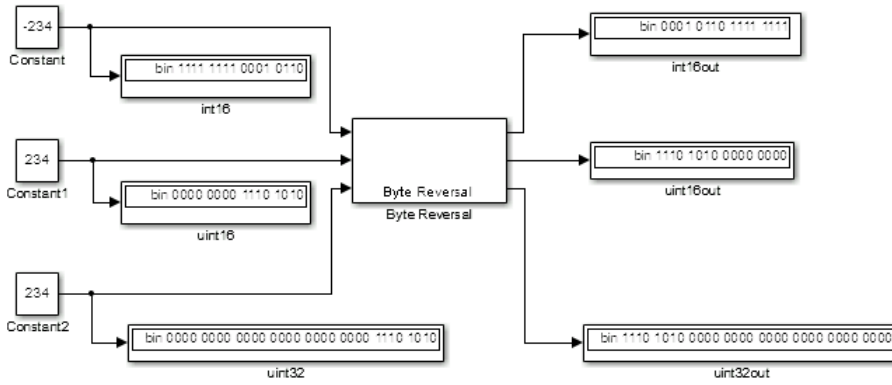 -234
Constant
bin 1111 1111 0001 0110
int16
bin 0001 0110 1111 1111
int16out
234
Constant1
bin 0000 0000 1110 1010
uint16
Byte Reversal
Byte Reversal
bin 1110 1010 0000 0000
uint16out
234
Constant2
bin 0000 0000 0000 0000 0000 0000 1110 1010
uint32
bin 1110 1010 0000 0000 0000 0000 0000 0000
uint32out